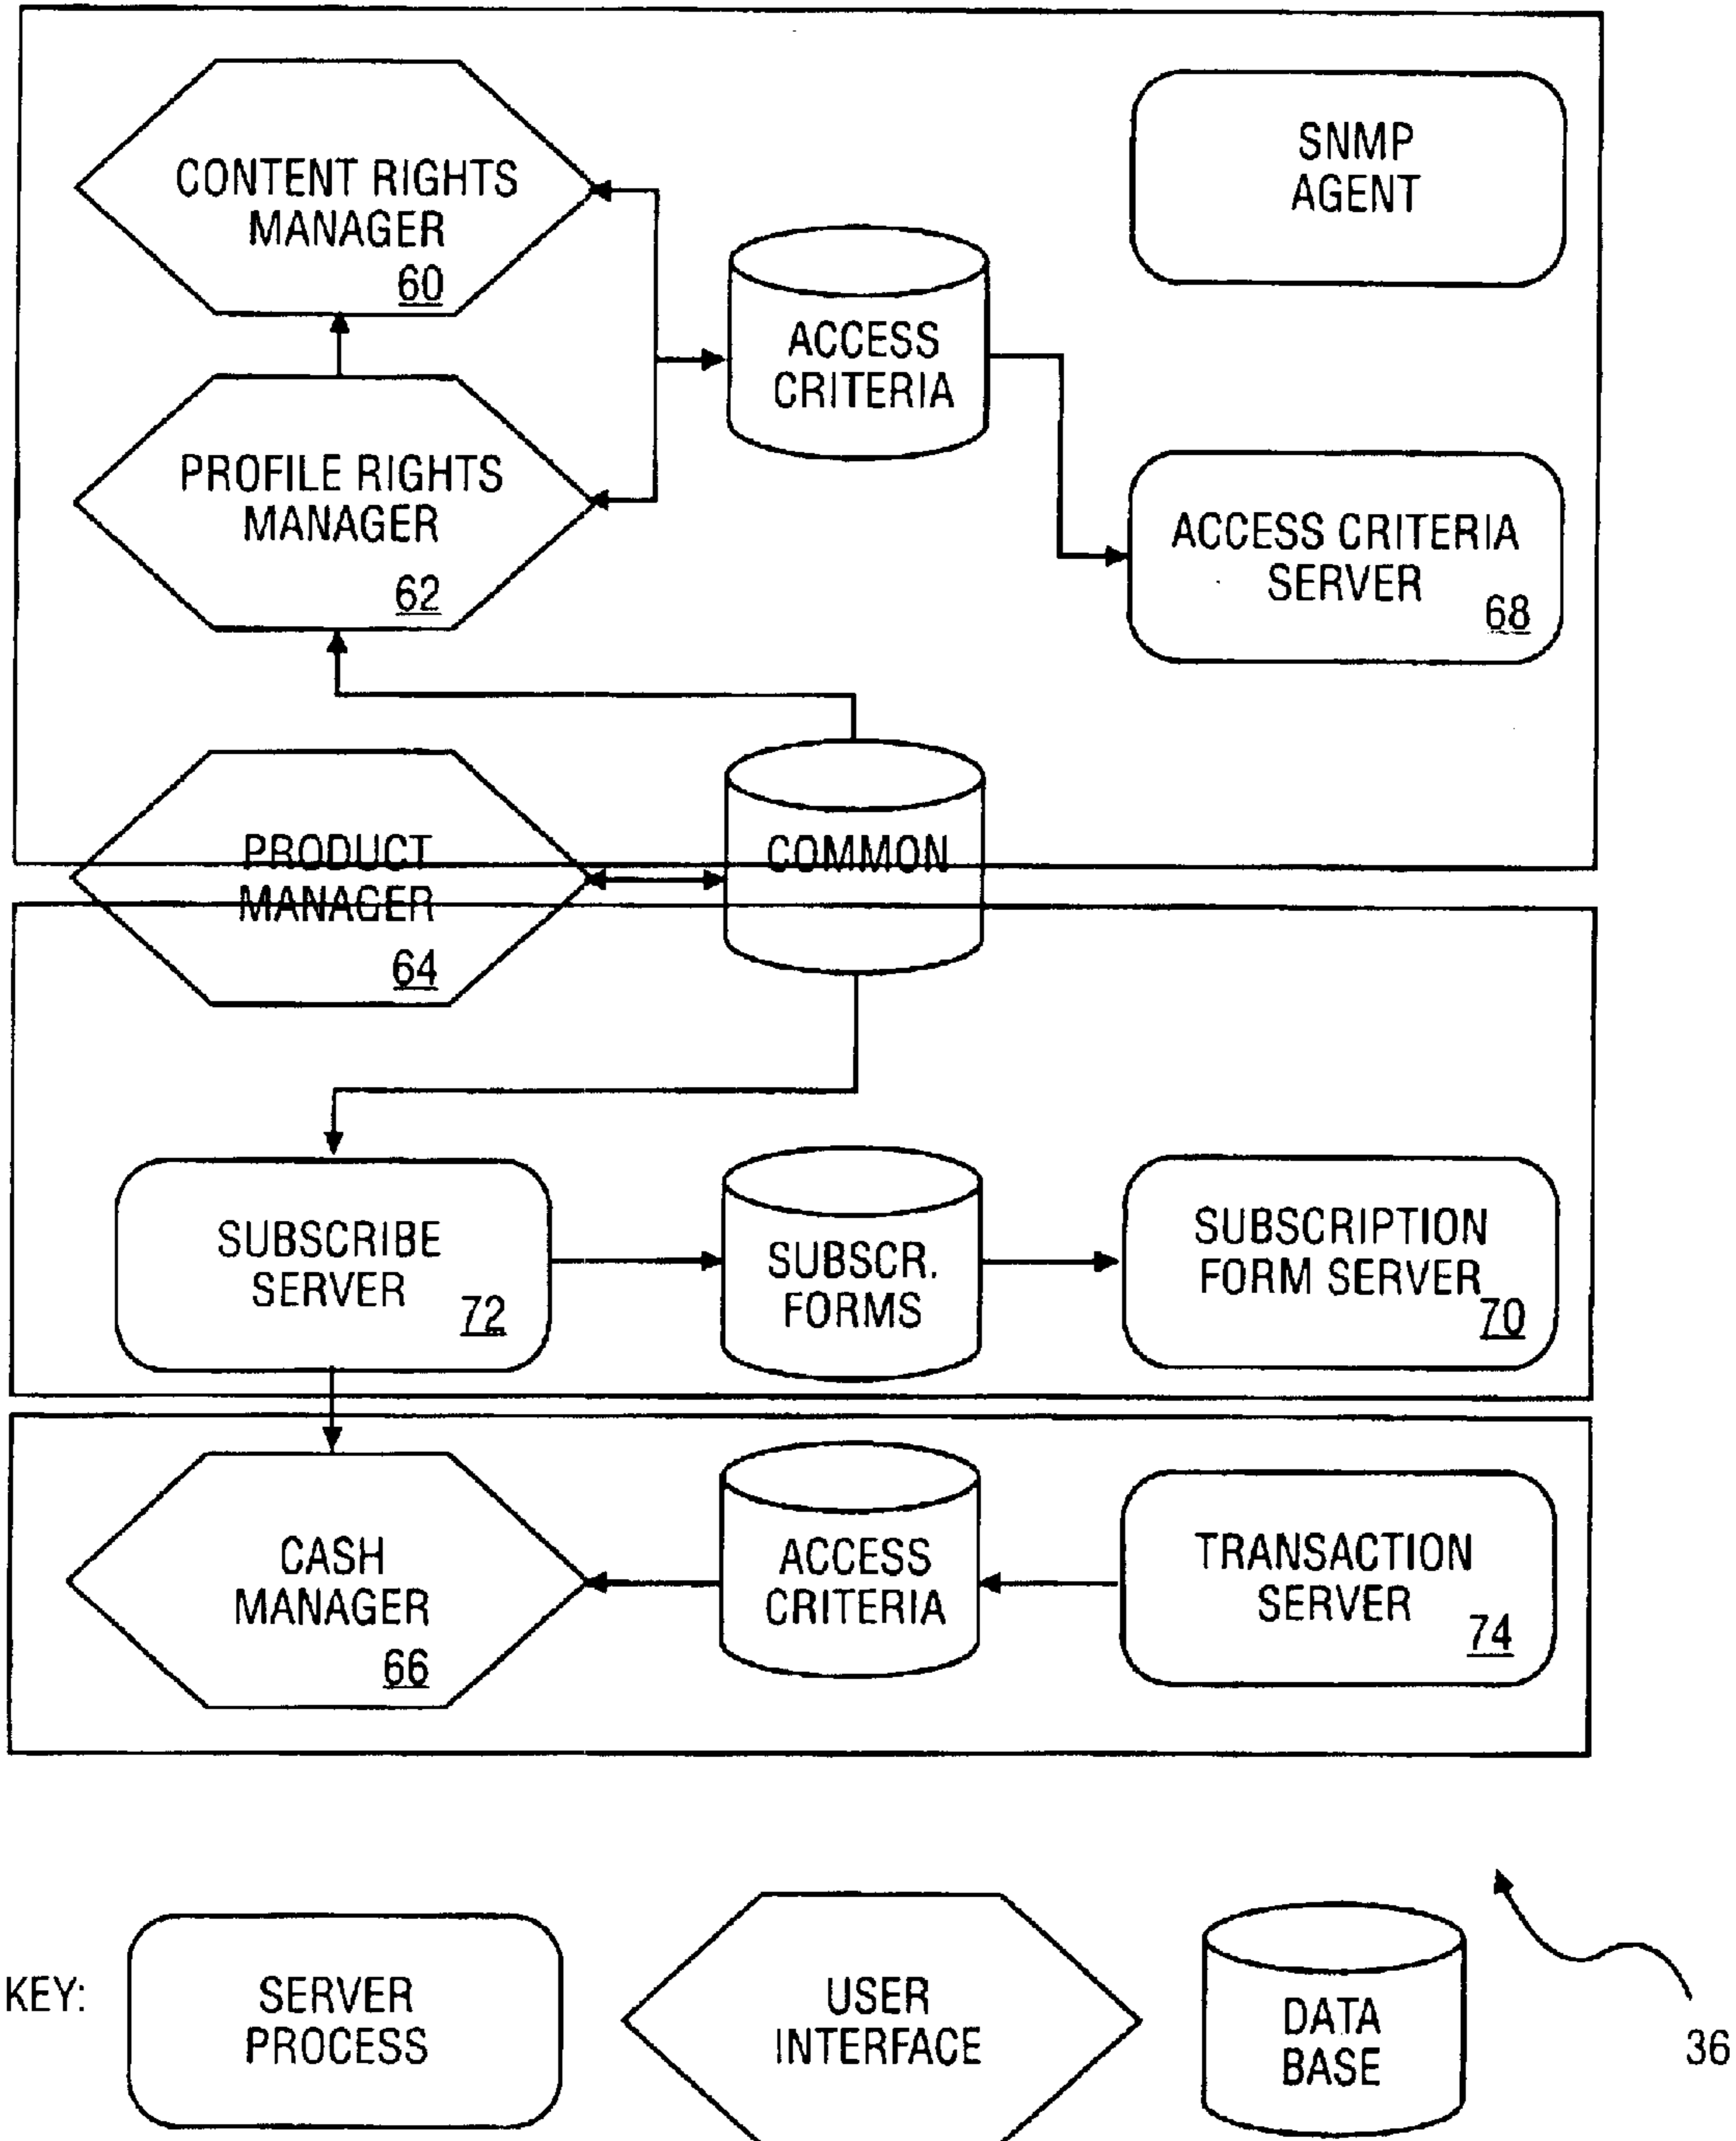 CONTENT RIGHTS
MANAGER
60
SNMP
AGENT
ACCESS
CRITERIA
PROFILE RIGHTS
MANAGER
62
ACCESS CRITERIA
SERVER
68
PRODUCT
MANAGER
64
COMMON
SUBSCRIBE
SERVER
72
SUBSCR.
FORMS
SUBSCRIPTION
FORM SERVER
70
CASH
MANAGER
66
ACCESS
CRITERIA
TRANSACTION
SERVER
74
KEY:
SERVER
PROCESS
USER
INTERFACE
DATA
BASE
36